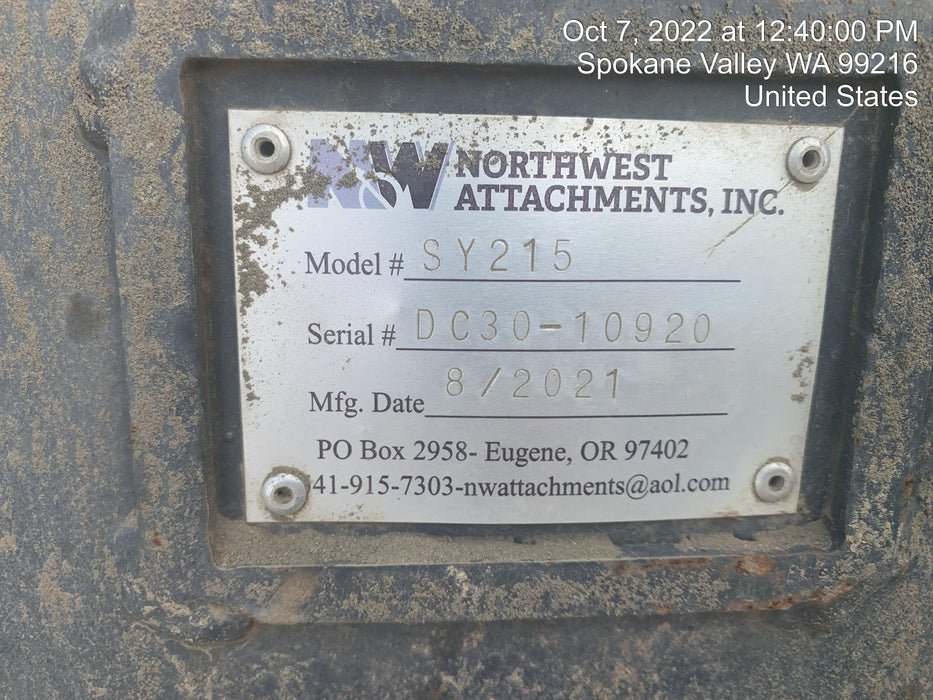 Oct 7, 2022 at 12:40:00 PM
Spokane Valley WA 99216
United States
NW NORTHWEST
ATTACHMENTS, INC.
Model # SY215
Serial # DC30-10920
Mfg. Date 8/2021
PO Box 2958- Eugene, OR 97402
41-915-7303-nwattachments@aol.com